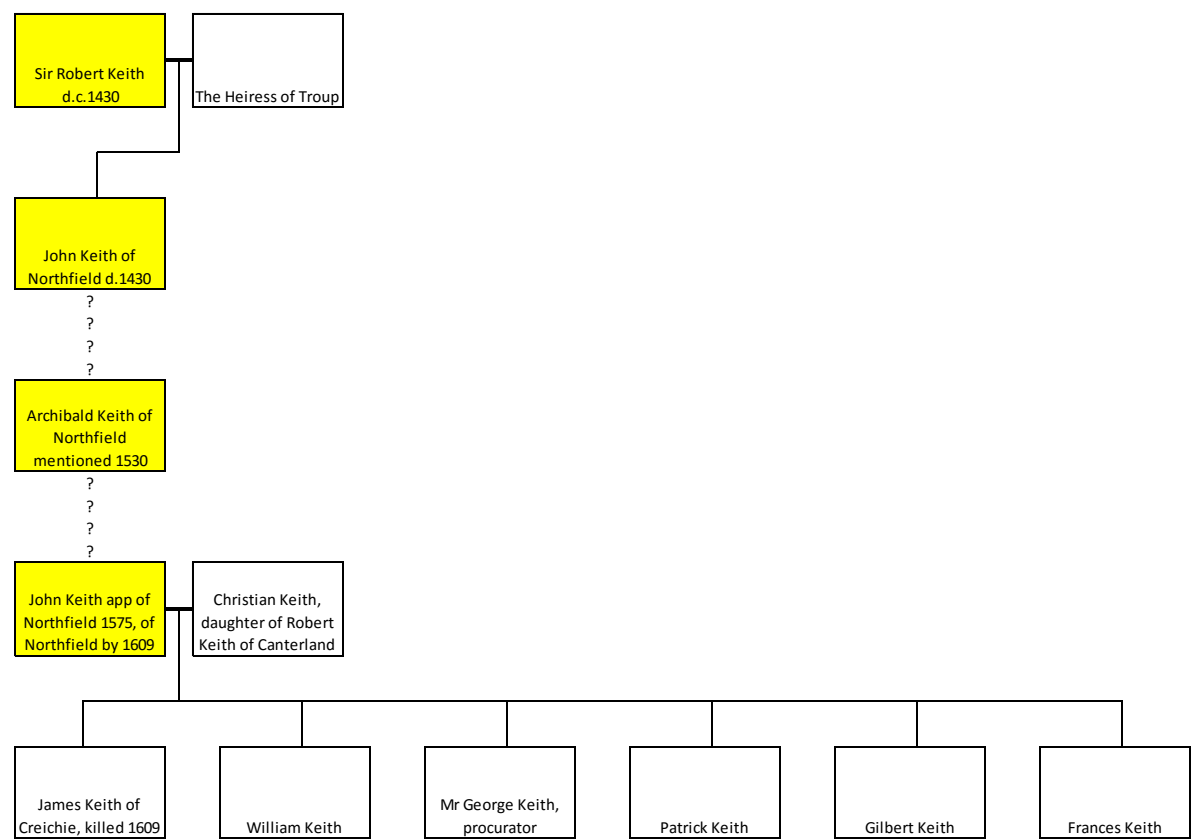 Sir Robert Keith
d.c.1430
The Heiress of Troup
John Keith of
Northfield d.1430
?
?
?
?
Archibald Keith of
Northfield
mentioned 1530
?
?
?
?
John Keith app of
Northfield 1575, of
Northfield by 1609
Christian Keith,
daughter of Robert
Keith of Canterland
James Keith of
Creichie, killed 1609
William Keith
Mr George Keith,
procurator
Patrick Keith
Gilbert Keith
Frances Keith